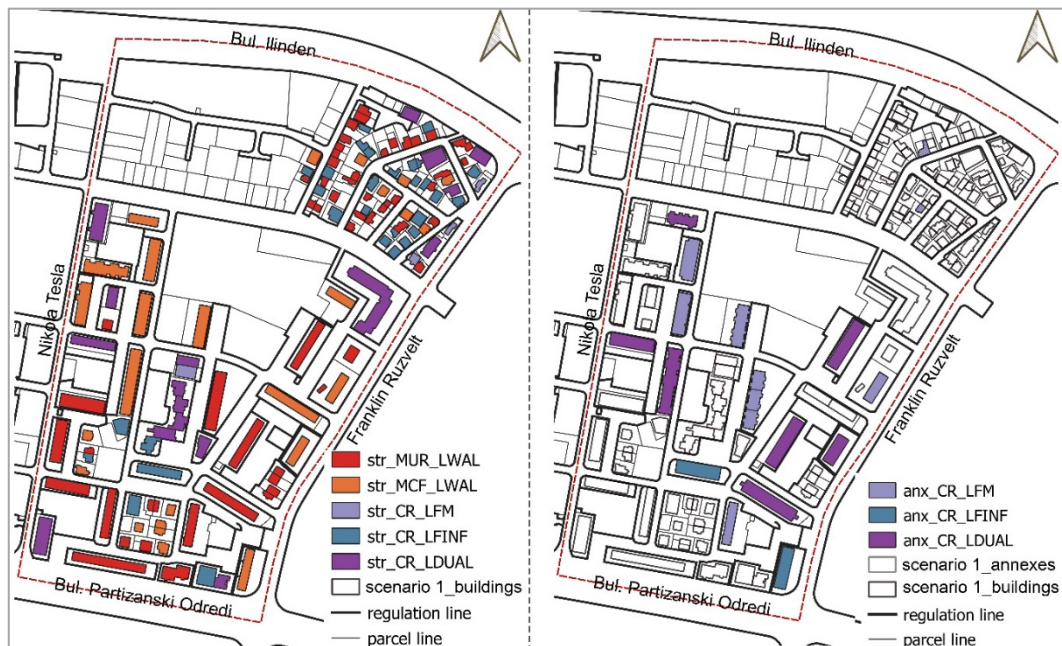 Bul. Ilinden
Nikola Tesla
Franklin Ruzvelt
Bul. Partizanski Odredi
str_MUR_LWAL
str_MCF_LWAL
str_CR_LFM
str_CR_LFINF
str_CR_LDUAL
scenario 1_buildings
regulation line
parcel line
Bul. Ilinden
Nikola Tesla
Franklin Ruzvelt
Bul. Partizanski Odredi
anx_CR_LFM
anx_CR_LFINF
anx_CR_LDUAL
scenario 1_annexes
scenario 1_buildings
regulation line
parcel line